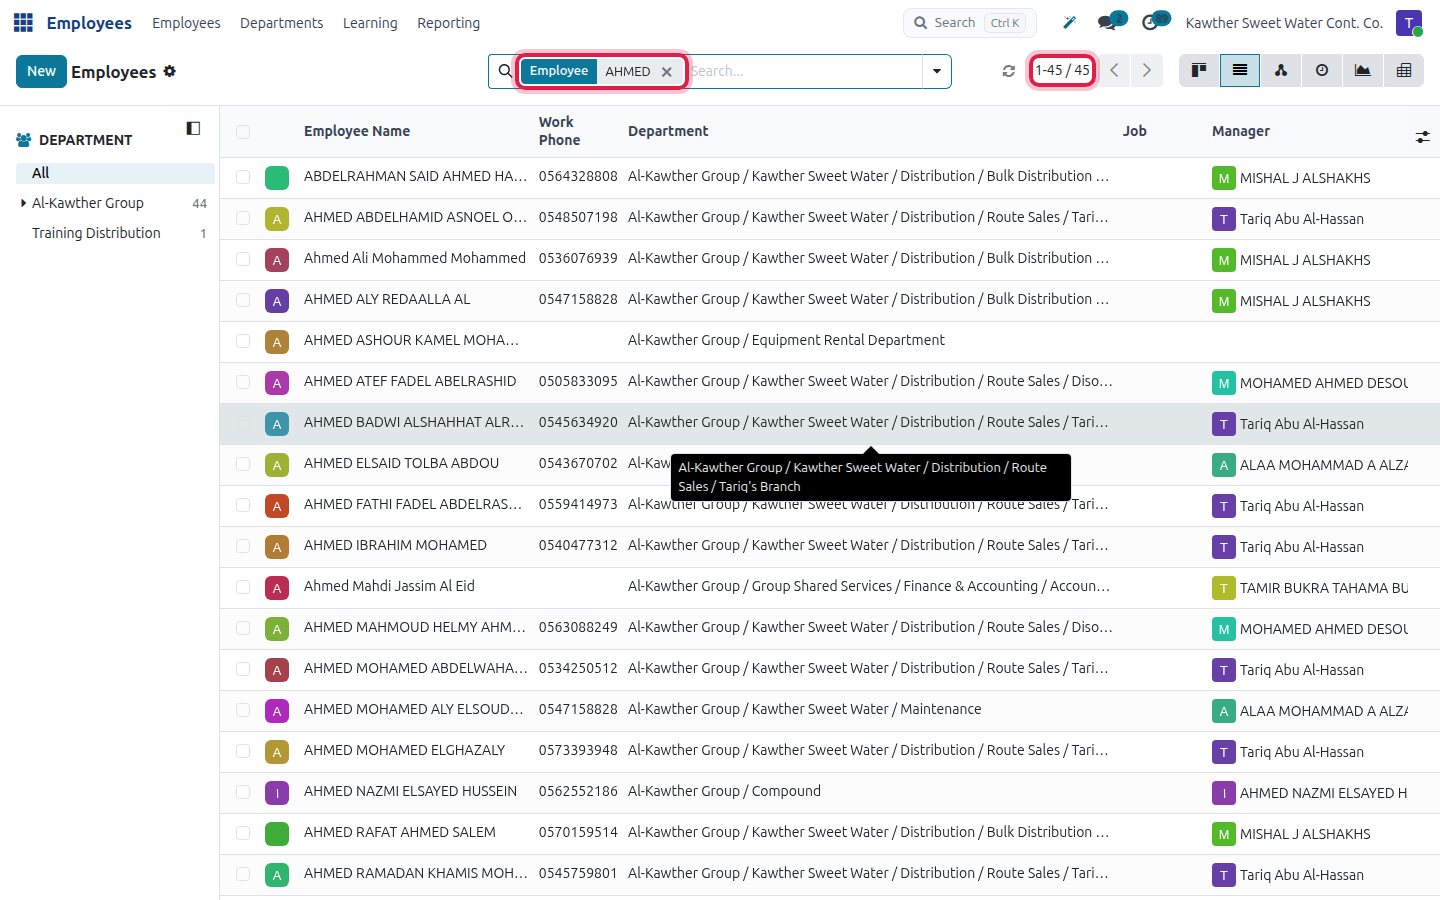 Employees Employees Departments Learning Reporting Search Ctrl K 2 Kawther Sweet Water Cont. Co. T
New Employees Employee AHMED Search... 1-45 / 45
DEPARTMENT
All
Al-Kawther Group 44
Training Distribution 1
Employee Name Work Phone Department Job Manager
ABDELRAHMAN SAID AHMED HA... 0564328808 Al-Kawther Group / Kawther Sweet Water / Distribution / Bulk Distribution ... M MISHAL J ALSHAKHS
A AHMED ABDELHAMID ASNOEL O... 0548507198 Al-Kawther Group / Kawther Sweet Water / Distribution / Route Sales / Tari... T Tariq Abu Al-Hassan
A Ahmed Ali Mohammed Mohammed 0536076939 Al-Kawther Group / Kawther Sweet Water / Distribution / Bulk Distribution ... M MISHAL J ALSHAKHS
A AHMED ALY REDAALLA AL 0547158828 Al-Kawther Group / Kawther Sweet Water / Distribution / Bulk Distribution ... M MISHAL J ALSHAKHS
A AHMED ASHOUR KAMEL MOHA... Al-Kawther Group / Equipment Rental Department
A AHMED ATEF FADEL ABELRASHID 0505833095 Al-Kawther Group / Kawther Sweet Water / Distribution / Route Sales / Diso... M MOHAMED AHMED DESOU
A AHMED BADWI ALSHAHHAT ALR... 0545634920 Al-Kawther Group / Kawther Sweet Water / Distribution / Route Sales / Tari... T Tariq Abu Al-Hassan
A AHMED ELSAID TOLBA ABDOU 0543670702 Al-Kaw A ALAA MOHAMMAD A ALZA
Al-Kawther Group / Kawther Sweet Water / Distribution / Route
Sales / Tariq's Branch
A AHMED FATHI FADEL ABDELRAS... 0559414973 Al-Kawther Group / Kawther Sweet Water / Distribution / Route Sales / Tari... T Tariq Abu Al-Hassan
A AHMED IBRAHIM MOHAMED 0540477312 Al-Kawther Group / Kawther Sweet Water / Distribution / Route Sales / Tari... T Tariq Abu Al-Hassan
A Ahmed Mahdi Jassim Al Eid Al-Kawther Group / Group Shared Services / Finance & Accounting / Accoun... T TAMIR BUKRA TAHAMA BU
A AHMED MAHMOUD HELMY AHM... 0563088249 Al-Kawther Group / Kawther Sweet Water / Distribution / Route Sales / Diso... M MOHAMED AHMED DESOU
A AHMED MOHAMED ABDELWAHA... 0534250512 Al-Kawther Group / Kawther Sweet Water / Distribution / Route Sales / Tari... T Tariq Abu Al-Hassan
A AHMED MOHAMED ALY ELSOUD... 0547158828 Al-Kawther Group / Kawther Sweet Water / Maintenance A ALAA MOHAMMAD A ALZA
A AHMED MOHAMED ELGHAZALY 0573393948 Al-Kawther Group / Kawther Sweet Water / Distribution / Route Sales / Tari... T Tariq Abu Al-Hassan
I AHMED NAZMI ELSAYED HUSSEIN 0562552186 Al-Kawther Group / Compound I AHMED NAZMI ELSAYED H
AHMED RAFAT AHMED SALEM 0570159514 Al-Kawther Group / Kawther Sweet Water / Distribution / Bulk Distribution ... M MISHAL J ALSHAKHS
A AHMED RAMADAN KHAMIS MOH... 0545759801 Al-Kawther Group / Kawther Sweet Water / Distribution / Route Sales / Tari... T Tariq Abu Al-Hassan